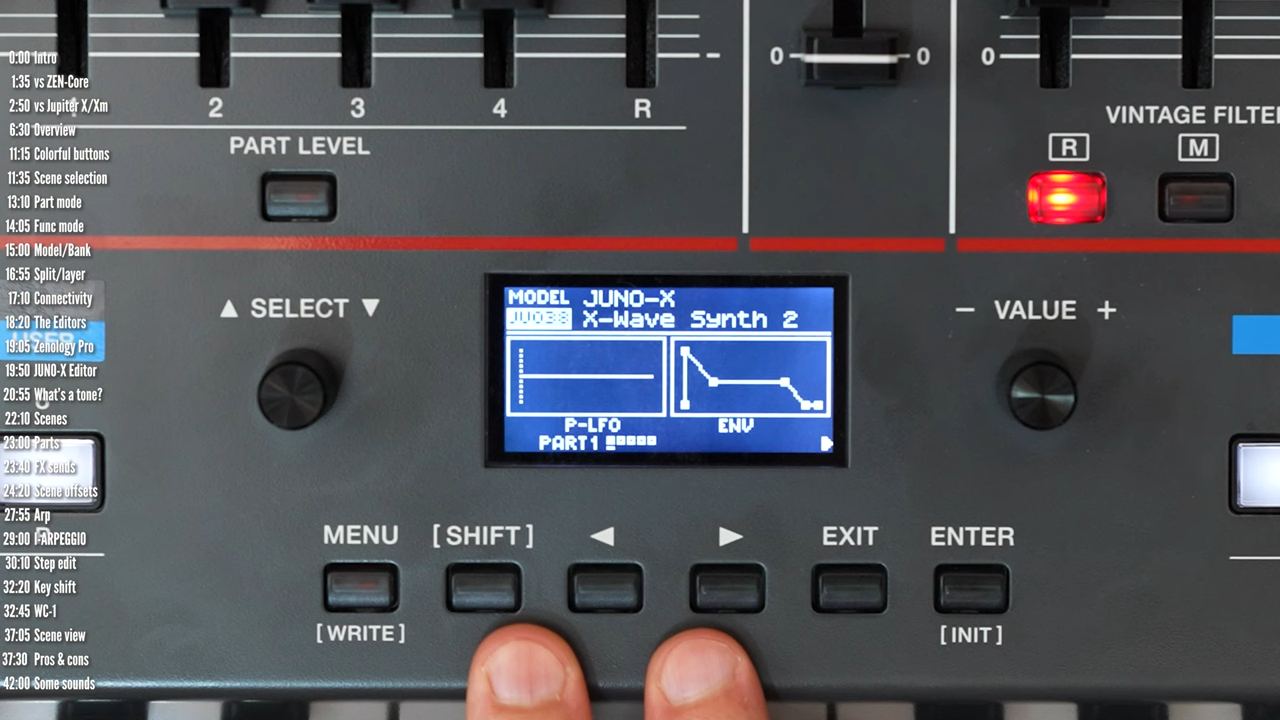 0:00 Intro
1:35 vs ZEN-Core
2:50 vs Jupiter X/Xm
6:30 Overview
11:15 Colorful buttons
11:35 Scene selection
13:10 Part mode
14:05 Func mode
15:00 Model/Bank
16:55 Split/layer
17:10 Connectivity
18:20 The Editors
19:05 Zenology Pro
19:50 JUNO-X Editor
20:55 What's a tone?
22:10 Scenes
23:00 Parts
23:40 FX sends
24:20 Scene offsets
27:55 Arp
29:00 I-ARPEGGIO
30:10 Step edit
32:20 Key shift
32:45 WC-1
37:05 Scene view
37:30 Pros & cons
42:00 Some sounds
2 3 4 R
PART LEVEL
0 0
0
VINTAGE FILTE
R M
▲ SELECT ▼
MODEL JUNO-X
X-Wave Synth 2
P-LFO ENV
PART1
− VALUE +
MENU [SHIFT] ◀ ▶ EXIT ENTER
[WRITE] [INIT]